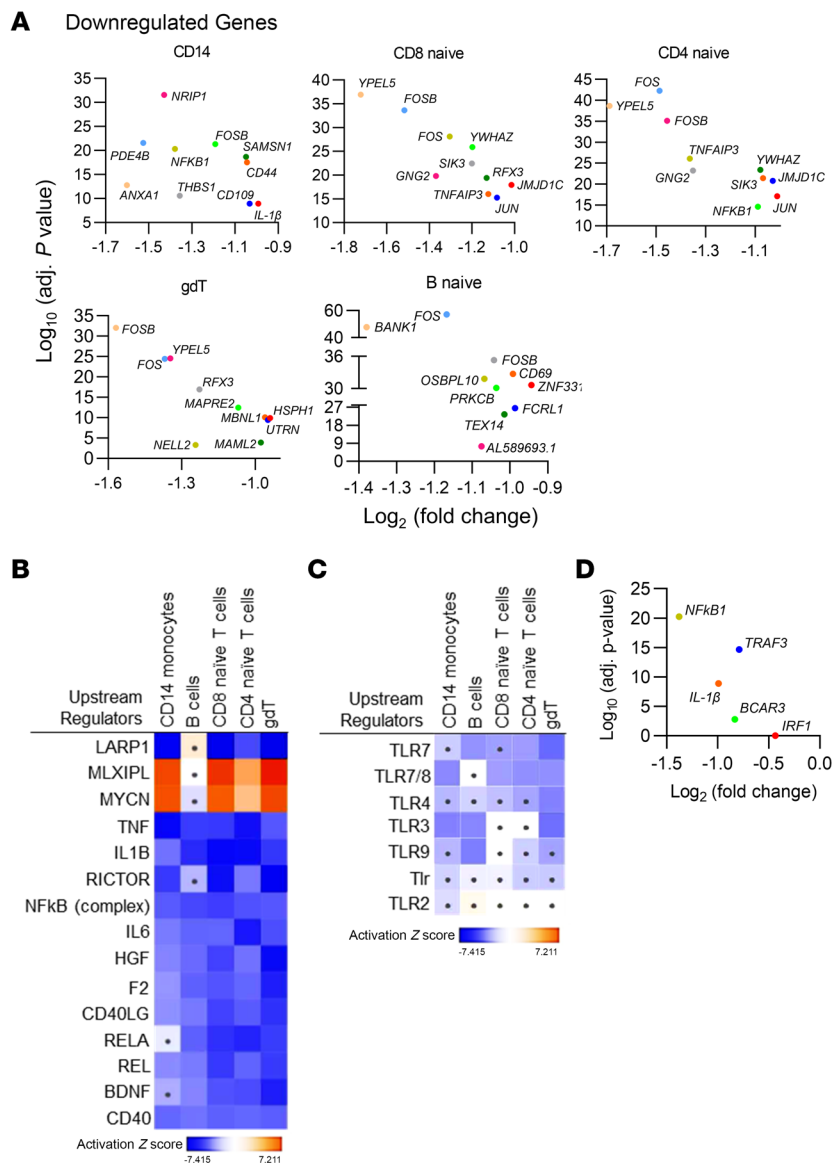 A Downregulated Genes
CD14
35
30
25
20
15
10
5
-1.7 -1.5 -1.3 -1.1 -0.9
NRIP1
PDE4B
NFKB1
FOSB
SAMSN1
CD44
ANXA1
THBS1
CD109
IL-1β
CD8 naive
40
35
30
25
20
15
10
-1.8 -1.6 -1.4 -1.2 -1.0
YPEL5
FOSB
FOS
YWHAZ
SIK3
GNG2
RFX3
JMJD1C
TNFAIP3
JUN
CD4 naive
45
40
35
30
25
20
15
10
-1.7 -1.5 -1.3 -1.1
FOS
YPEL5
FOSB
TNFAIP3
GNG2
YWHAZ
SIK3
JMJD1C
NFKB1
JUN
Log10 (adj. P value)
gdT
35
30
25
20
15
10
5
0
-1.6 -1.3 -1.0
FOSB
FOS
YPEL5
RFX3
MAPRE2
MBNL1
HSPH1
UTRN
NELL2
MAML2
B naive
60
40
36
30
27
18
9
0
-1.4 -1.3 -1.2 -1.1 -1.0 -0.9
FOS
BANK1
FOSB
OSBPL10
CD69
PRKCB
ZNF331
FCRL1
TEX14
AL589693.1
Log2 (fold change)
B
Upstream
Regulators
CD14 monocytes
B cells
CD8 naïve T cells
CD4 naïve T cells
gdT
LARP1
MLXIPL
MYCN
TNF
IL1B
RICTOR
NFkB (complex)
IL6
HGF
F2
CD40LG
RELA
REL
BDNF
CD40
Activation Z score
-7.415 7.211
C
Upstream
Regulators
CD14 monocytes
B cells
CD8 naïve T cells
CD4 naïve T cells
gdT
TLR7
TLR7/8
TLR4
TLR3
TLR9
Tlr
TLR2
Activation Z score
-7.415 7.211
D
Log10 (adj. p-value)
25
20
15
10
5
0
-1.5 -1.0 -0.5 0.0
NFkB1
TRAF3
IL-1β
BCAR3
IRF1
Log2 (fold change)